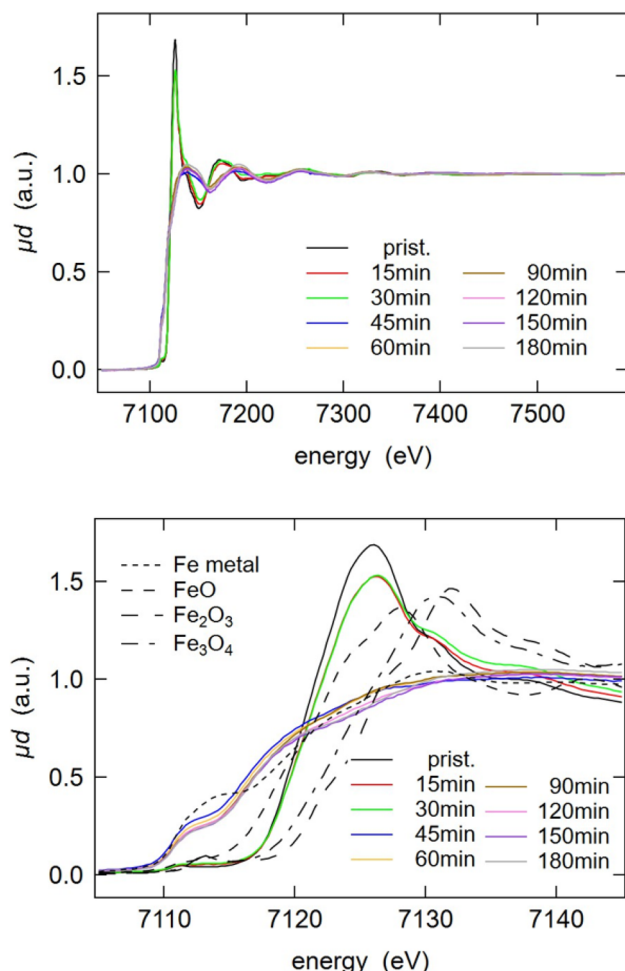 1.5
1.0
0.5
0.0
μd (a.u.)
prist.
15min
30min
45min
60min
90min
120min
150min
180min
7100 7200 7300 7400 7500
energy (eV)
Fe metal
FeO
Fe₂O₃
Fe₃O₄
1.5
1.0
0.5
0.0
μd (a.u.)
prist.
15min
30min
45min
60min
90min
120min
150min
180min
7110 7120 7130 7140
energy (eV)